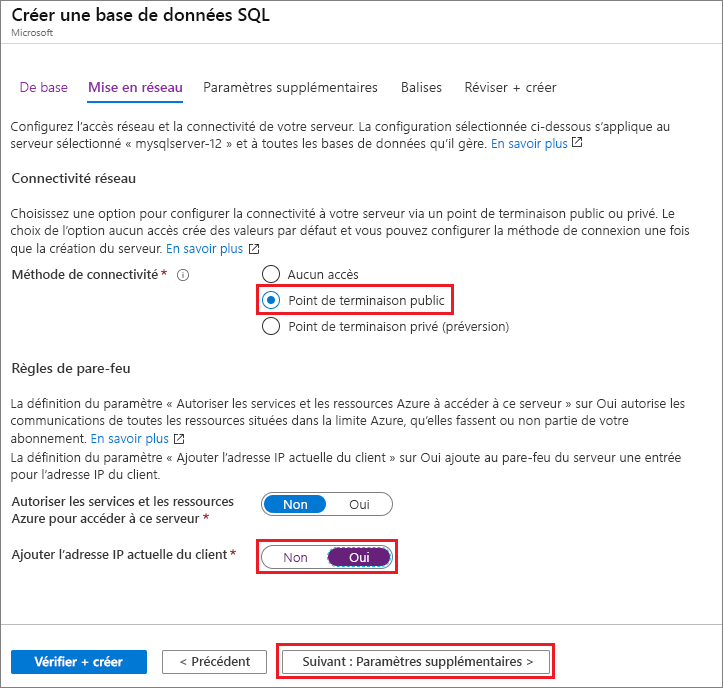 Créer une base de données SQL
Microsoft
De base Mise en réseau Paramètres supplémentaires Balises Réviser + créer
Configurez l’accès réseau et la connectivité de votre serveur. La configuration sélectionnée ci-dessous s’applique au
serveur sélectionné « mysqlserver-12 » et à toutes les bases de données qu’il gère. En savoir plus
Connectivité réseau
Choisissez une option pour configurer la connectivité à votre serveur via un point de terminaison public ou privé. Le
choix de l’option aucun accès crée des valeurs par défaut et vous pouvez configurer la méthode de connexion une fois
que la création du serveur. En savoir plus
Méthode de connectivité *
Aucun accès
Point de terminaison public
Point de terminaison privé (préversion)
Règles de pare-feu
La définition du paramètre « Autoriser les services et les ressources Azure à accéder à ce serveur » sur Oui autorise les
communications de toutes les ressources situées dans la limite Azure, qu’elles fassent ou non partie de votre
abonnement. En savoir plus
La définition du paramètre « Ajouter l’adresse IP actuelle du client » sur Oui ajoute au pare-feu du serveur une entrée
pour l’adresse IP du client.
Autoriser les services et les ressources
Azure pour accéder à ce serveur *
Non Oui
Ajouter l’adresse IP actuelle du client *
Non Oui
Vérifier + créer
< Précédent
Suivant : Paramètres supplémentaires >